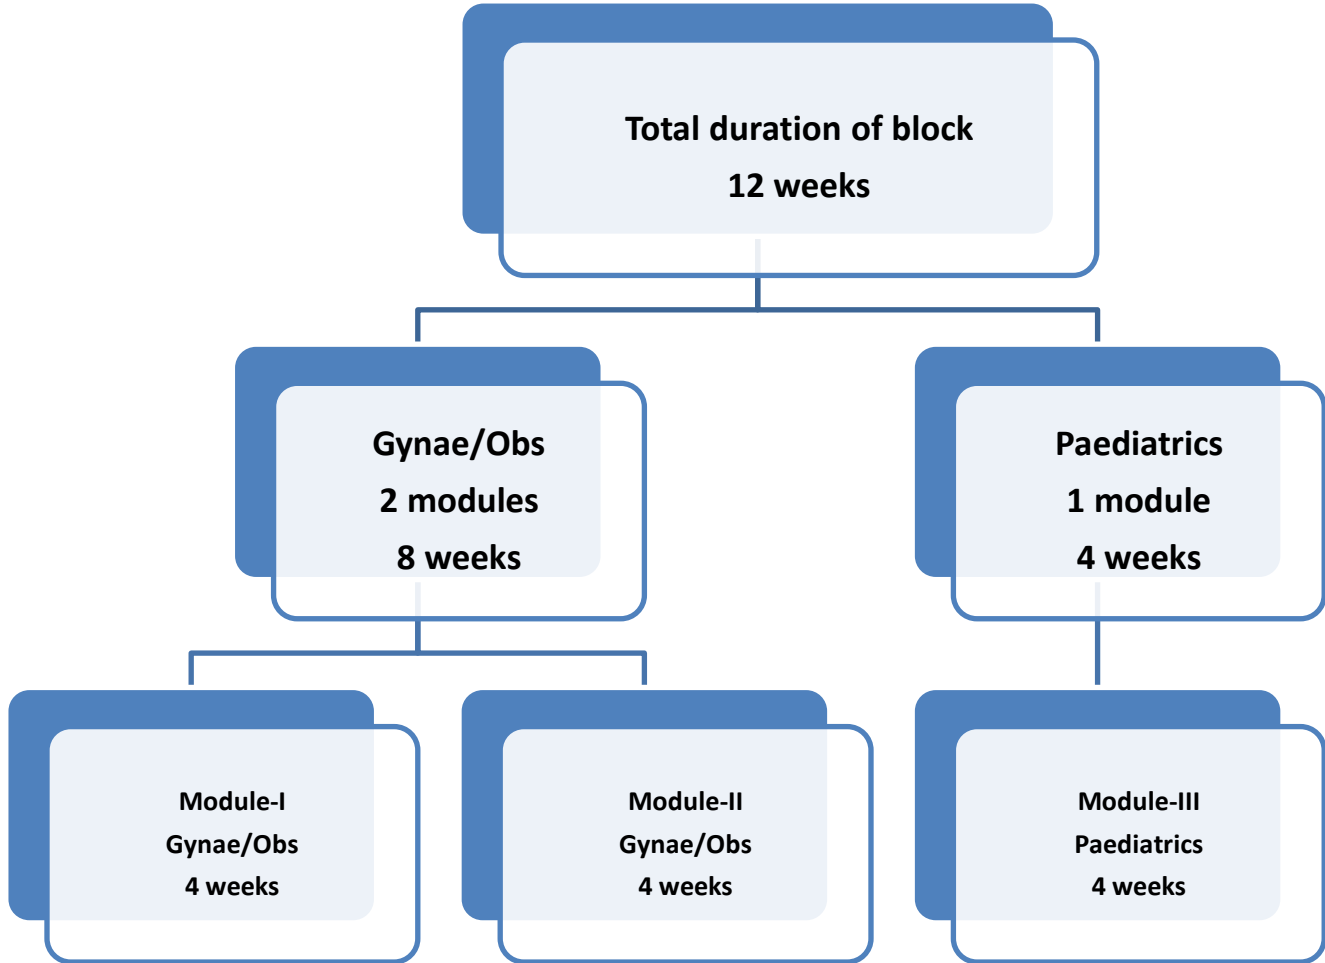 Total duration of block
12 weeks
Gynae/Obs
2 modules
8 weeks
Paediatrics
1 module
4 weeks
Module-I
Gynae/Obs
4 weeks
Module-II
Gynae/Obs
4 weeks
Module-III
Paediatrics
4 weeks